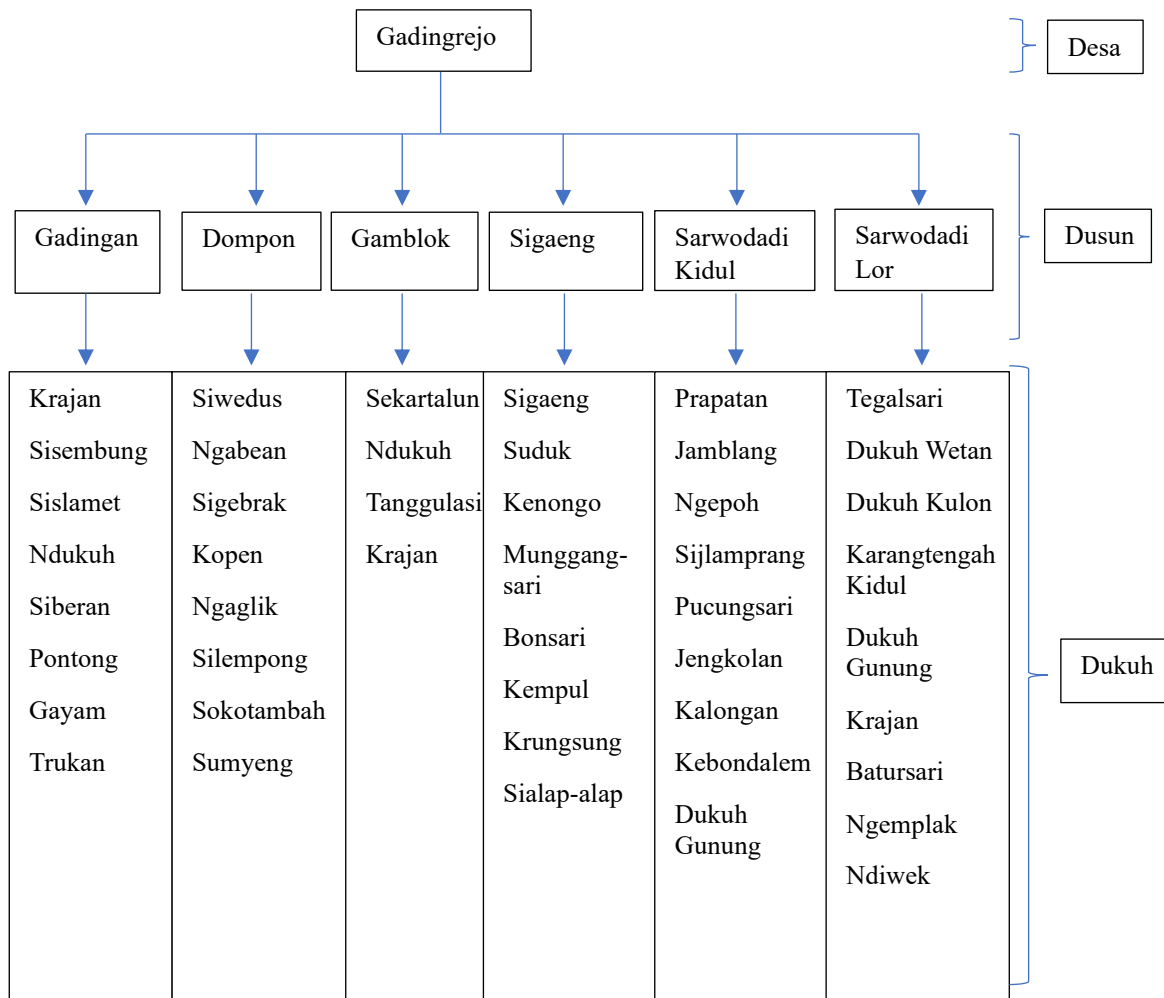 Gadingrejo
Desa
Gadingan
Dompon
Gamblok
Sigaeng
Sarwodadi
Kidul
Sarwodadi
Lor
Dusun
Krajan
Sisembung
Sislamet
Ndukuh
Siberan
Pontong
Gayam
Trukan
Siwedus
Ngabean
Sigebrak
Kopen
Ngaglik
Silempong
Sokotambah
Sumyeng
Sekartalun
Ndukuh
Tanggulasi
Krajan
Sigaeng
Suduk
Kenongo
Munggang-
sari
Bonsari
Kempul
Krungsung
Sialap-alap
Prapatan
Jamblang
Ngepoh
Sijlamprang
Pucungsari
Jengkolan
Kalongan
Kebondalem
Dukuh
Gunung
Tegalsari
Dukuh Wetan
Dukuh Kulon
Karangtengah
Kidul
Dukuh
Gunung
Krajan
Batursari
Ngemplak
Ndiwek
Dukuh